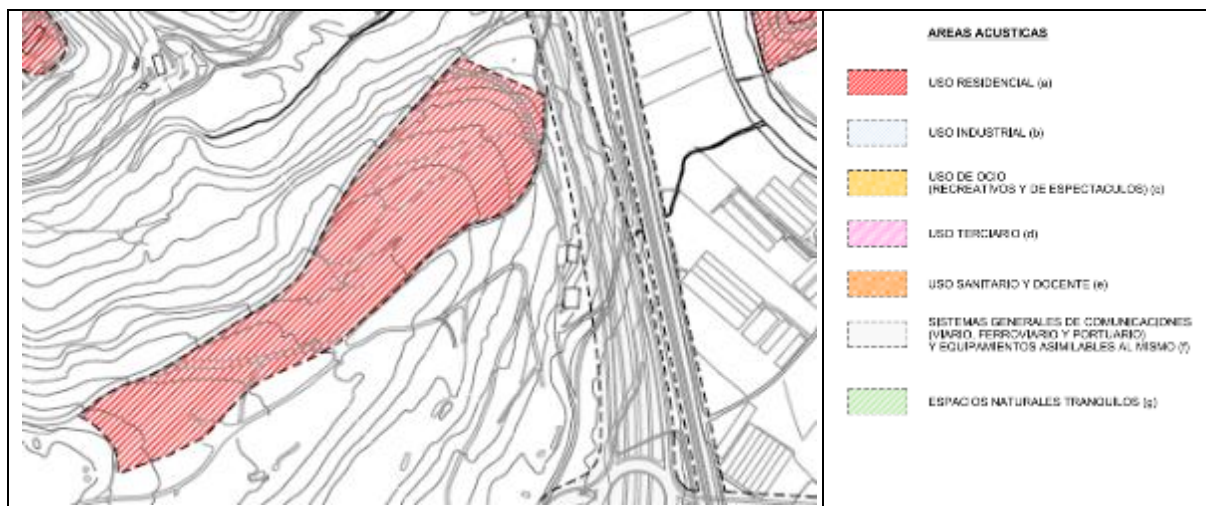 AREAS ACUSTICAS
USO RESIDENCIAL (a)
USO INDUSTRIAL (b)
USO DE OCIO
(RECREATIVOS Y DE ESPECTACULOS) (c)
USO TERCIARIO (d)
USO SANITARIO Y DOCENTE (e)
SISTEMAS GENERALES DE COMUNICACIONES
(VIARIO, FERROVIARIO Y PORTUARIO)
Y EQUIPAMIENTOS ASIMILABLES AL MISMO (f)
ESPACIOS NATURALES TRANQUILOS (g)